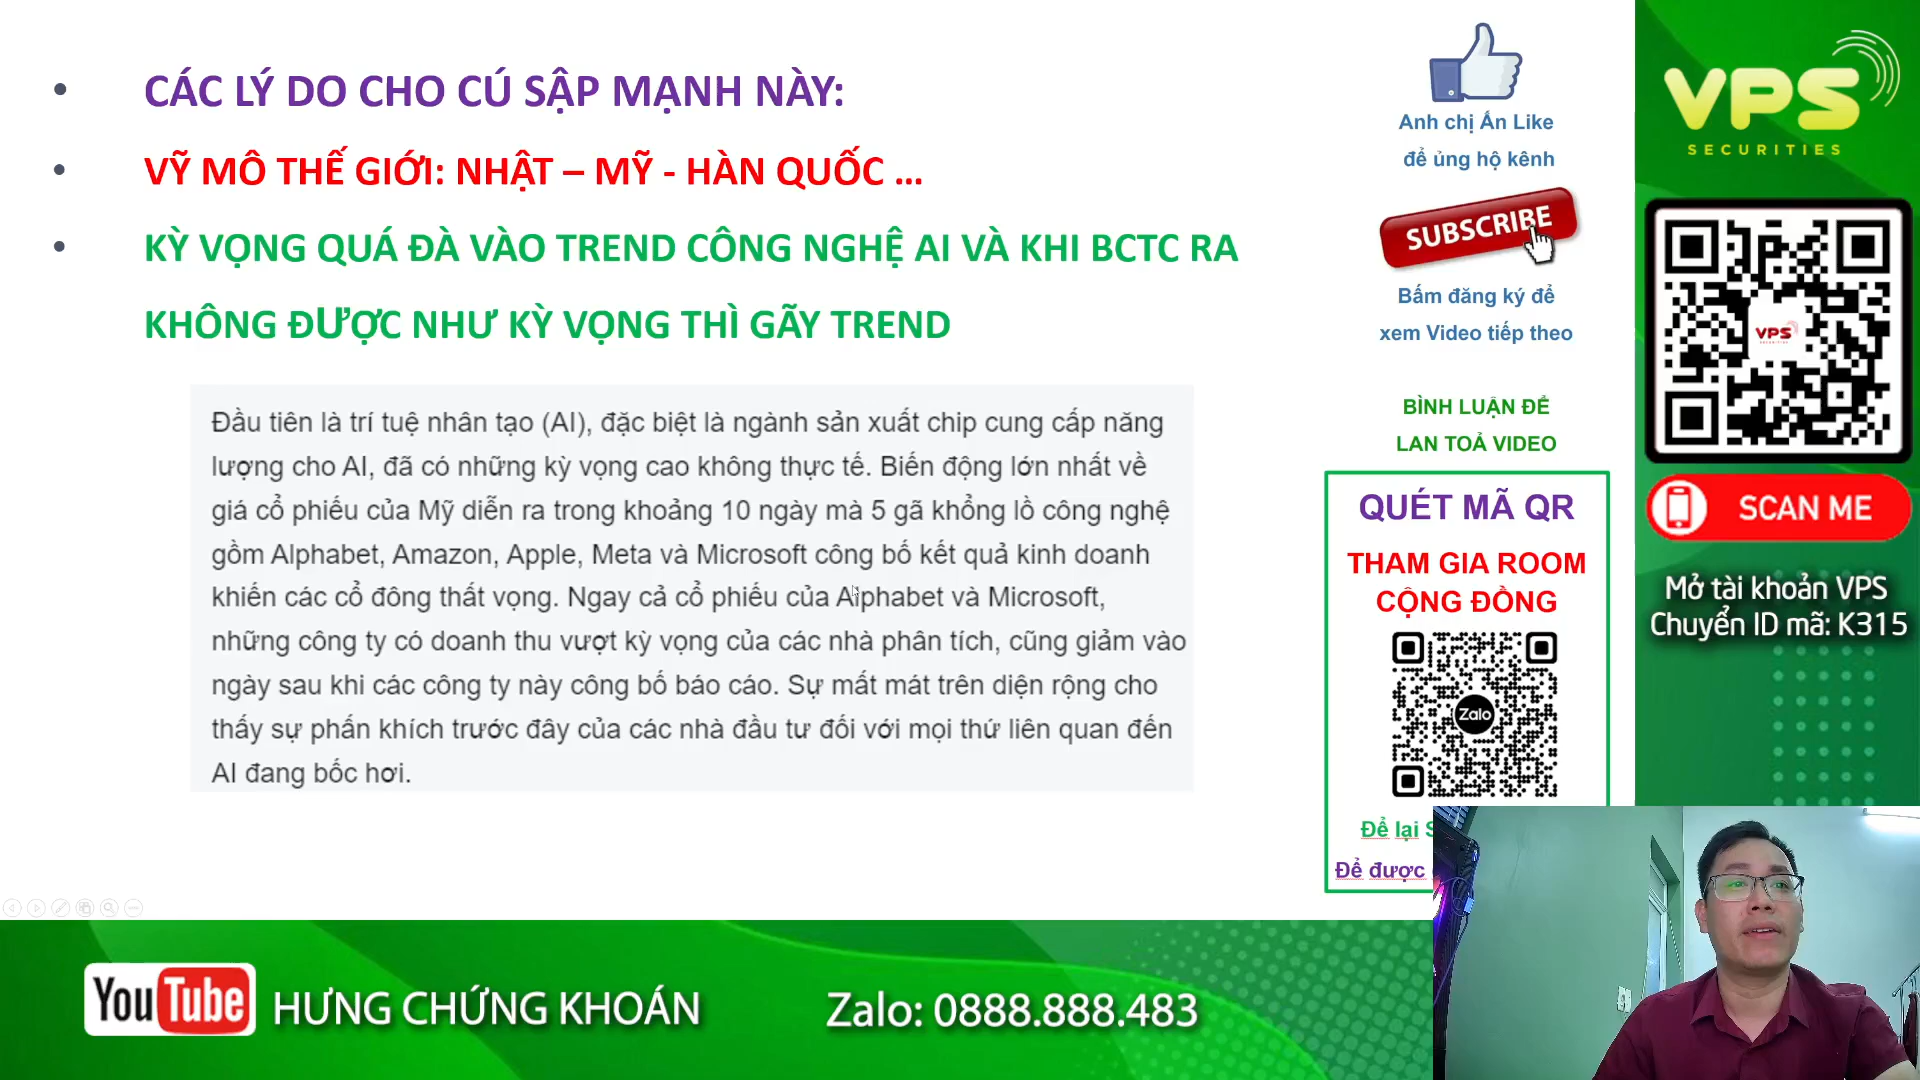 CÁC LÝ DO CHO CÚ SẬP MẠNH NÀY:
VỸ MÔ THẾ GIỚI: NHẬT – MỸ - HÀN QUỐC ...
KỲ VỌNG QUÁ ĐÀ VÀO TREND CÔNG NGHỆ AI VÀ KHI BCTC RA
KHÔNG ĐƯỢC NHƯ KỲ VỌNG THÌ GÃY TREND
Đầu tiên là trí tuệ nhân tạo (AI), đặc biệt là ngành sản xuất chip cung cấp năng
lượng cho AI, đã có những kỳ vọng cao không thực tế. Biến động lớn nhất về
giá cổ phiếu của Mỹ diễn ra trong khoảng 10 ngày mà 5 gã khổng lồ công nghệ
gồm Alphabet, Amazon, Apple, Meta và Microsoft công bố kết quả kinh doanh
khiến các cổ đông thất vọng. Ngay cả cổ phiếu của Alphabet và Microsoft,
những công ty có doanh thu vượt kỳ vọng của các nhà phân tích, cũng giảm vào
ngày sau khi các công ty này công bố báo cáo. Sự mất mát trên diện rộng cho
thấy sự phấn khích trước đây của các nhà đầu tư đối với mọi thứ liên quan đến
AI đang bốc hơi.
Anh chị Ấn Like
để ủng hộ kênh
SUBSCRIBE
Bấm đăng ký để
xem Video tiếp theo
BÌNH LUẬN ĐỂ
LAN TOẢ VIDEO
QUÉT MÃ QR
THAM GIA ROOM
CỘNG ĐỒNG
Zalo
Để lại
Để được
VPS
SECURITIES
VPS
SCAN ME
Mở tài khoản VPS
Chuyển ID mã: K315
YouTube HƯNG CHỨNG KHOÁN
Zalo: 0888.888.483